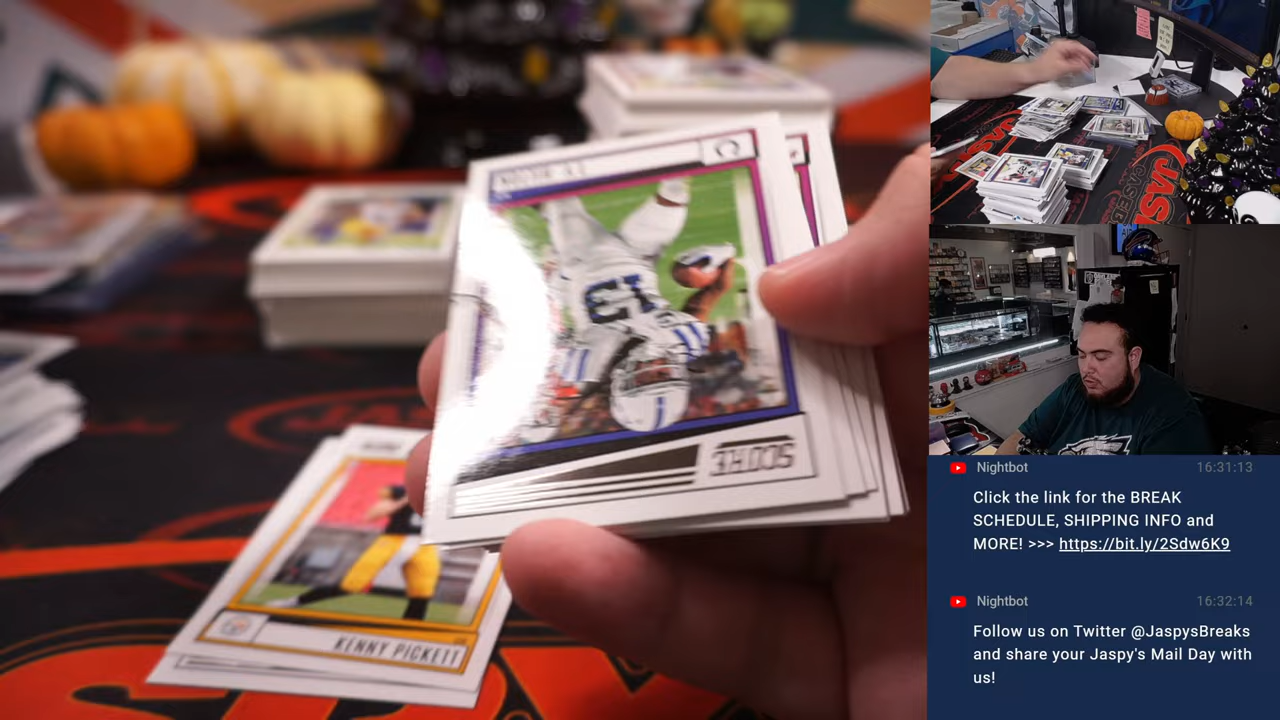 T.Y. HILTON
13
SCORE
KENNY PICKETT
Nightbot 16:31:13
Click the link for the BREAK
SCHEDULE, SHIPPING INFO and
MORE! >>> https://bit.ly/2Sdw6K9
Nightbot 16:32:14
Follow us on Twitter @JaspysBreaks
and share your Jaspy's Mail Day with
us!